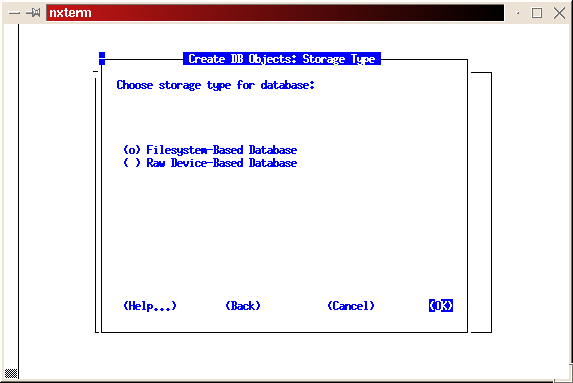 nxterm
Create DB Objects: Storage Type
Choose storage type for database:
(o) Filesystem-Based Database
( ) Raw Device-Based Database
(Help...) (Back) (Cancel) (OK)